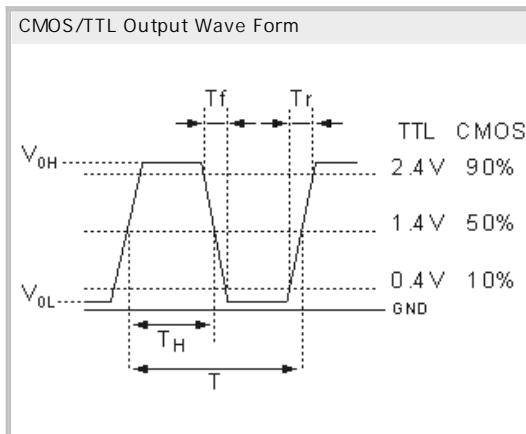 CMOS/TTL Output Wave Form
Tf Tr
TTL CMOS
V0H 2.4V 90%
1.4V 50%
0.4V 10%
V0L GND
TH
T